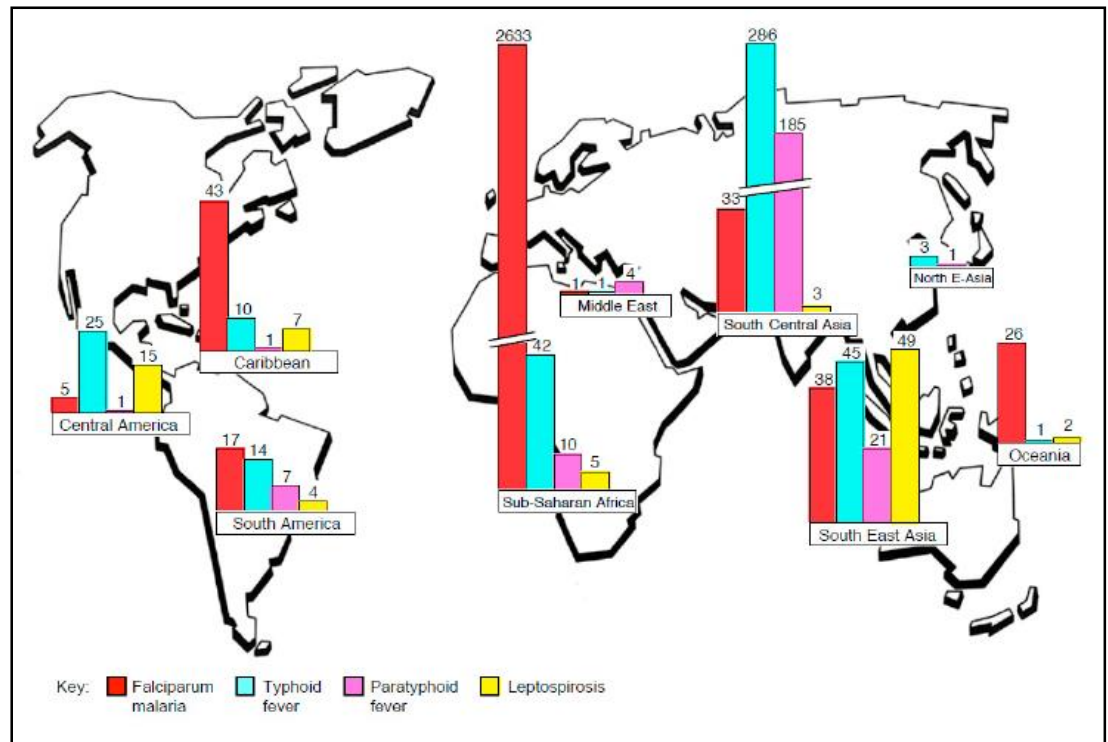 2633
286
185
43
33
3
10
1
7
Caribbean
1
1
4
Middle East
3
South Central Asia
3
1
North E-Asia
5
25
1
15
Central America
42
10
5
Sub-Saharan Africa
38
45
21
49
South East Asia
26
1
2
Oceania
17
14
7
4
South America
Key:
Falciparum
malaria
Typhoid
fever
Paratyphoid
fever
Leptospirosis